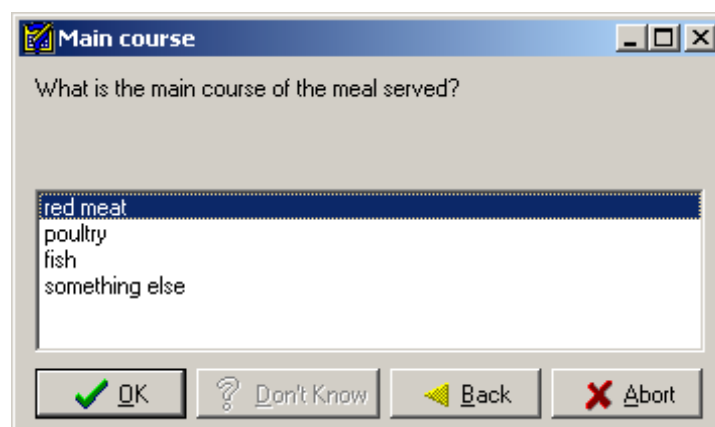 Main course
What is the main course of the meal served?
red meat
poultry
fish
something else
OK
Don't Know
Back
Abort